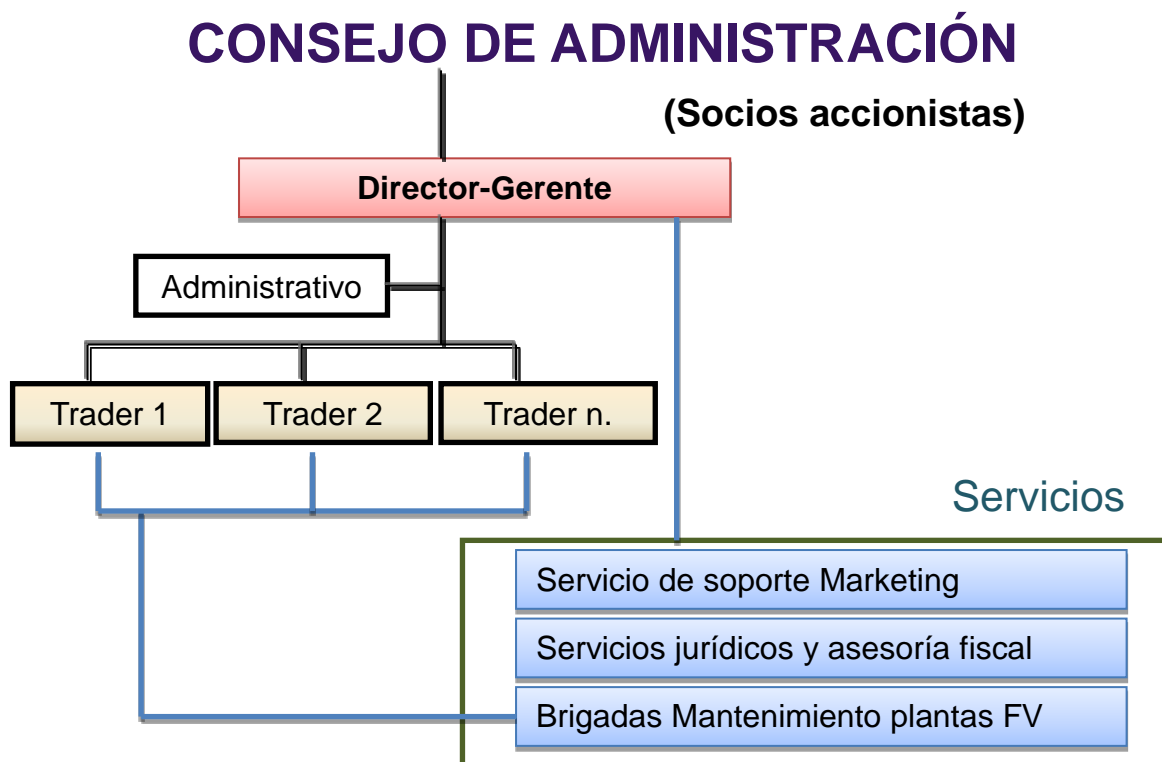 CONSEJO DE ADMINISTRACIÓN
(Socios accionistas)
Director-Gerente
Administrativo
Trader 1
Trader 2
Trader n.
Servicios
Servicio de soporte Marketing
Servicios jurídicos y asesoría fiscal
Brigadas Mantenimiento plantas FV